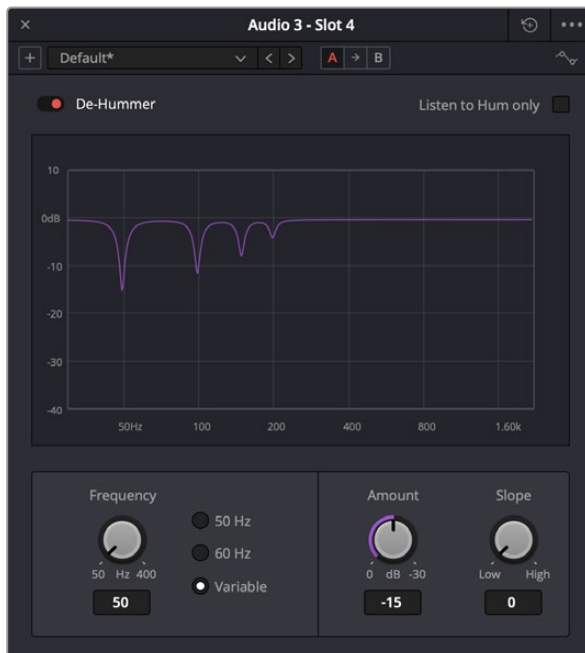 Audio 3 - Slot 4
Default*
A B
De-Hummer
Listen to Hum only
10
0dB
-10
-20
-30
-40
50Hz 100 200 400 800 1.60k
Frequency
50 Hz 400
50
50 Hz
60 Hz
Variable
Amount
0 dB -30
-15
Slope
Low High
0